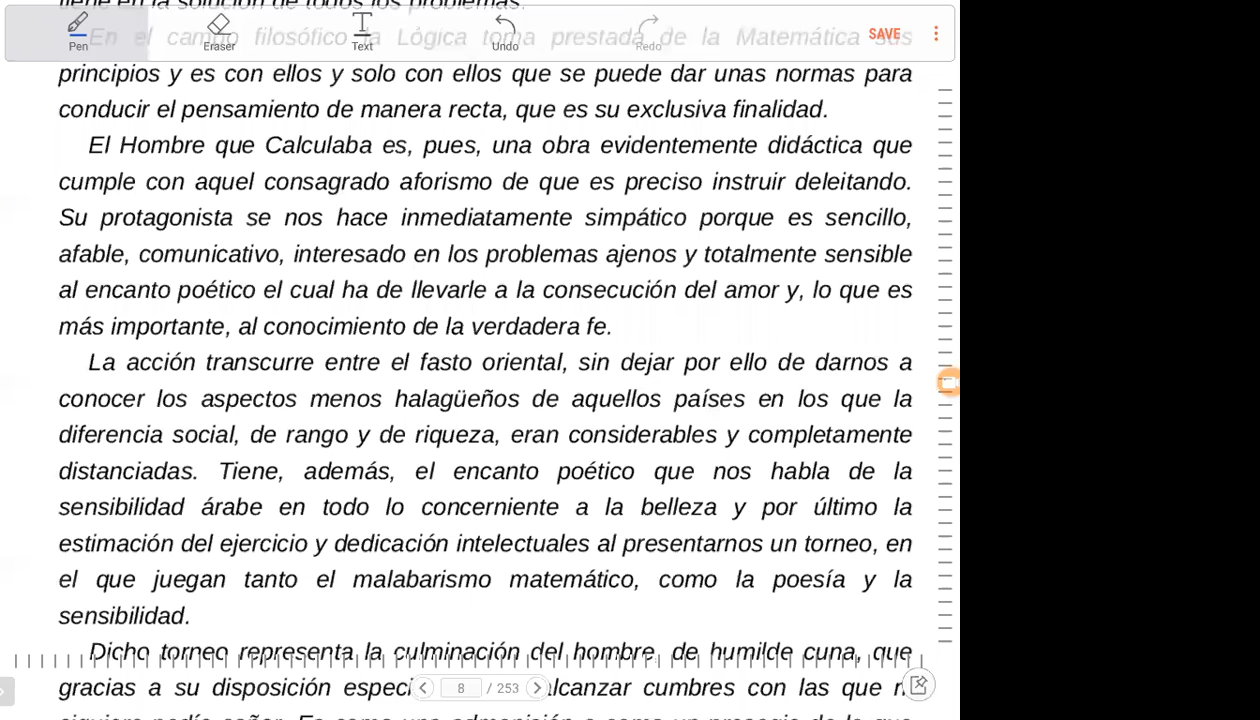 tiene en la solución de todos los problemas.
Pen Eraser Text Undo Redo SAVE
En el campo filosófico la Lógica toma prestada de la Matemática sus
principios y es con ellos y solo con ellos que se puede dar unas normas para
conducir el pensamiento de manera recta, que es su exclusiva finalidad.
El Hombre que Calculaba es, pues, una obra evidentemente didáctica que
cumple con aquel consagrado aforismo de que es preciso instruir deleitando.
Su protagonista se nos hace inmediatamente simpático porque es sencillo,
afable, comunicativo, interesado en los problemas ajenos y totalmente sensible
al encanto poético el cual ha de llevarle a la consecución del amor y, lo que es
más importante, al conocimiento de la verdadera fe.
La acción transcurre entre el fasto oriental, sin dejar por ello de darnos a
conocer los aspectos menos halagüeños de aquellos países en los que la
diferencia social, de rango y de riqueza, eran considerables y completamente
distanciadas. Tiene, además, el encanto poético que nos habla de la
sensibilidad árabe en todo lo concerniente a la belleza y por último la
estimación del ejercicio y dedicación intelectuales al presentarnos un torneo, en
el que juegan tanto el malabarismo matemático, como la poesía y la
sensibilidad.
Dicho torneo representa la culminación del hombre, de humilde cuna, que
gracias a su disposición alcanzar cumbres con las que
8 / 253